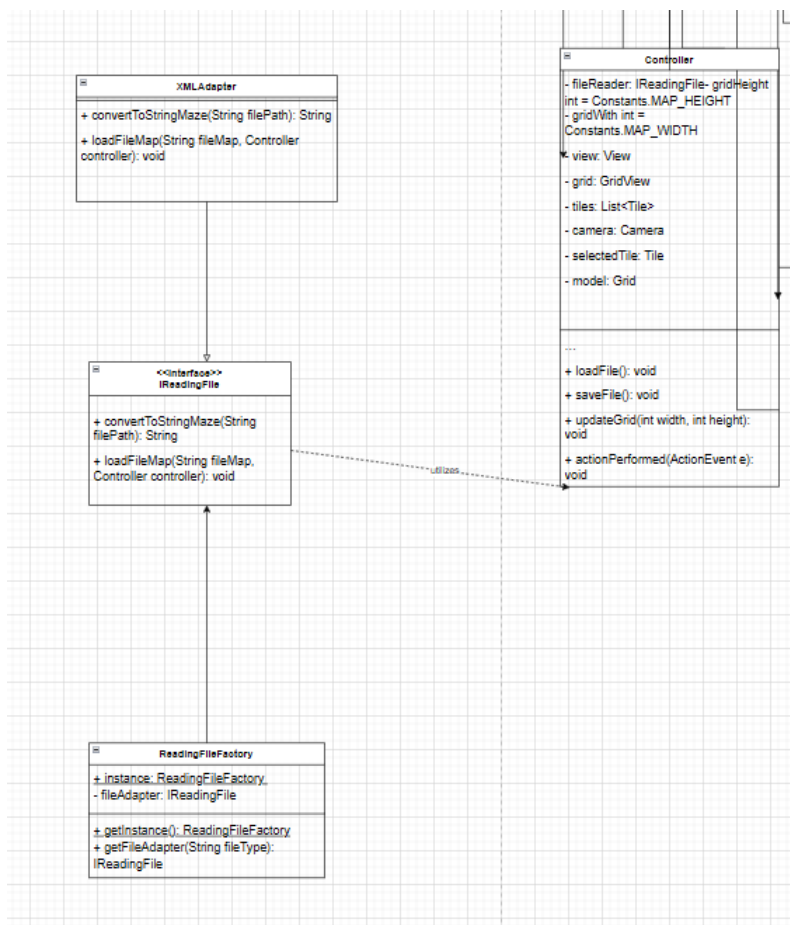 XMLAdapter
+ convertToStringMaze(String filePath): String
+ loadFileMap(String fileMap, Controller
controller): void
<<Interface>>
IReadingFile
+ convertToStringMaze(String
filePath): String
+ loadFileMap(String fileMap,
Controller controller): void
utilizes
ReadingFileFactory
+ instance: ReadingFileFactory
- fileAdapter: IReadingFile
+ getInstance(): ReadingFileFactory
+ getFileAdapter(String fileType):
IReadingFile
Controller
- fileReader: IReadingFile- gridHeight
int = Constants.MAP_HEIGHT
- gridWith int =
Constants.MAP_WIDTH
- view: View
- grid: GridView
- tiles: List<Tile>
- camera: Camera
- selectedTile: Tile
- model: Grid
...
+ loadFile(): void
+ saveFile(): void
+ updateGrid(int width, int height):
void
+ actionPerformed(ActionEvent e):
void